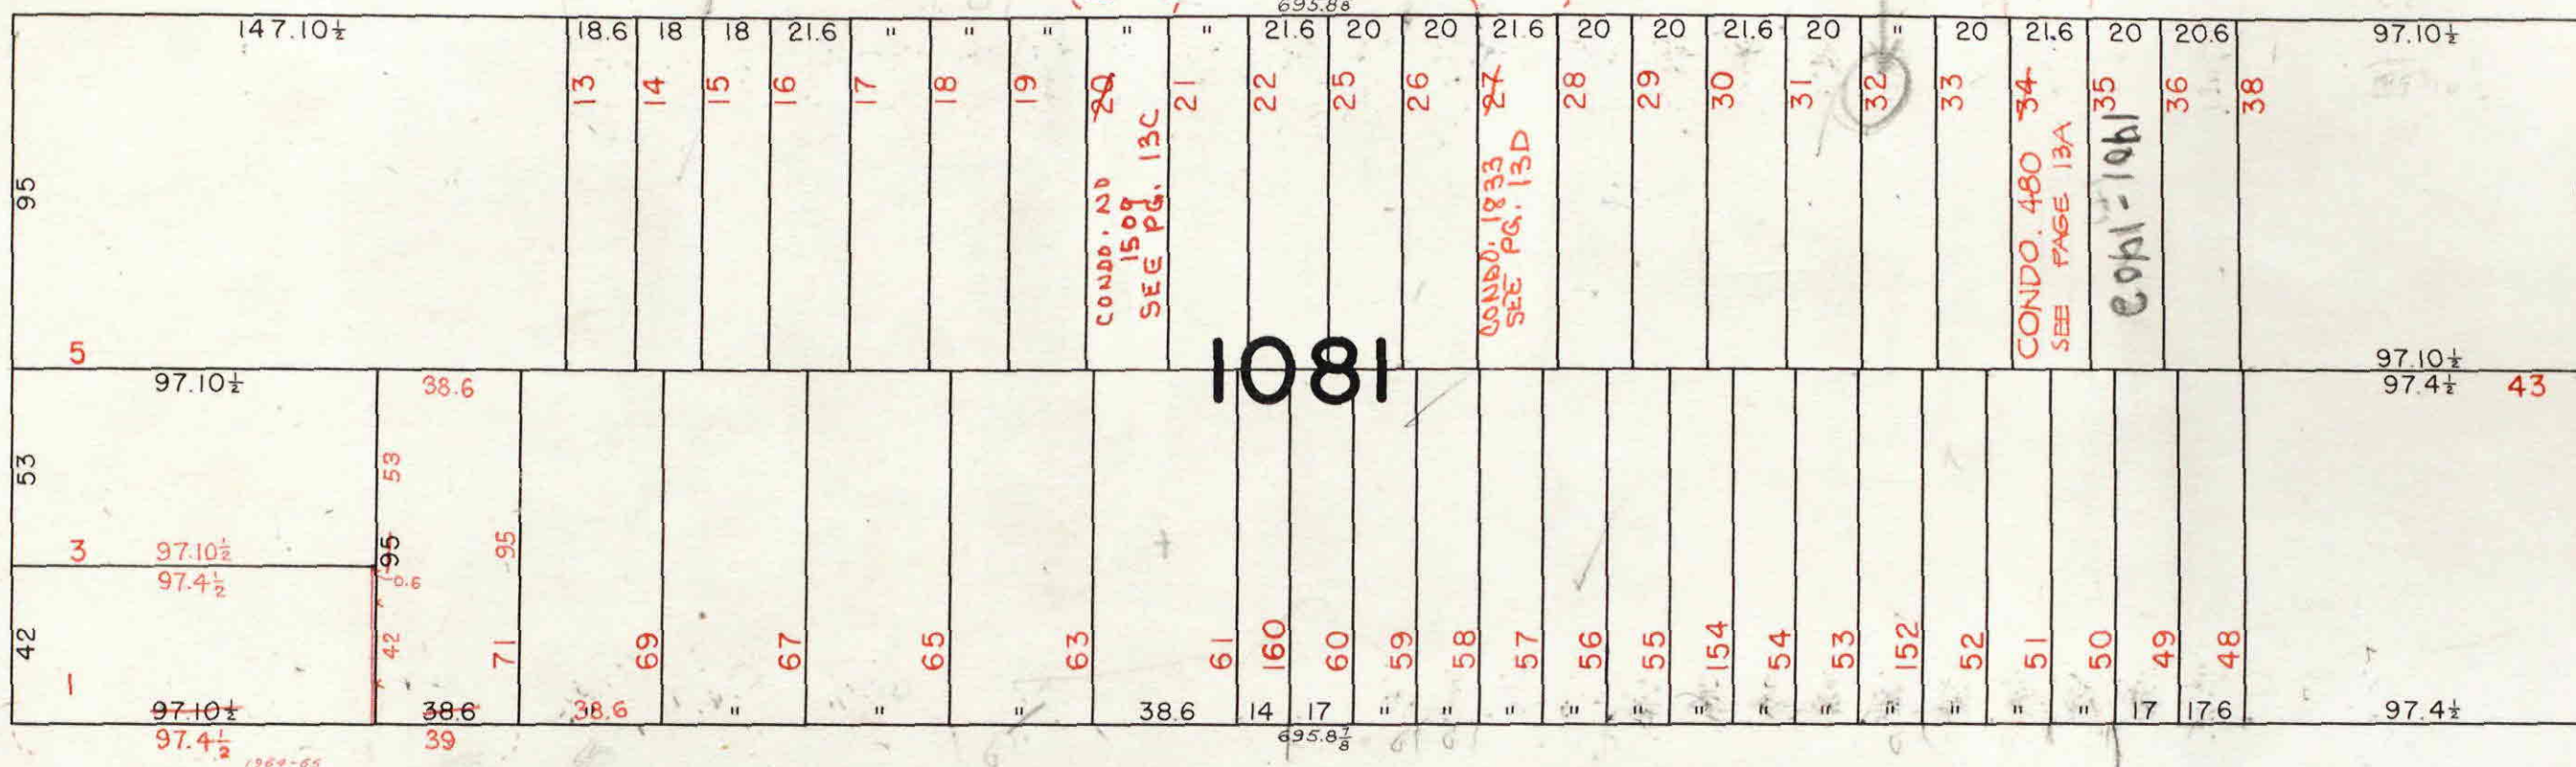 695.88
147.10½ 18.6 18 18 21.6 " " " " " 21.6 20 20 21.6 20 20 21.6 20 " 20 21.6 20 20.6 97.10½
13 14 15 16 17 18 19 20 21 22 25 26 27 28 29 30 31 32 33 34 35 36 38
95
CONDO. NO
1509
SEE PG. 13C
CONDO. 1833
SEE PG. 13D
CONDO. 480
SEE PAGE 13A
1901-1903
5
97.10½
1081
97.10½ 38.6
97.4½ 43
53
53
3 97.10½
95
95
97.4½
0.6
42
42
1
71 69 67 65 63 61 160 60 59 58 57 56 55 154 54 53 152 52 51 50 49 48
97.10½ 38.6 38.6 " " " 38.6 14 17 " " " " " " " " " " " " 17 17.6 97.4½
97.4½ 39
695.8⅞
1964-65